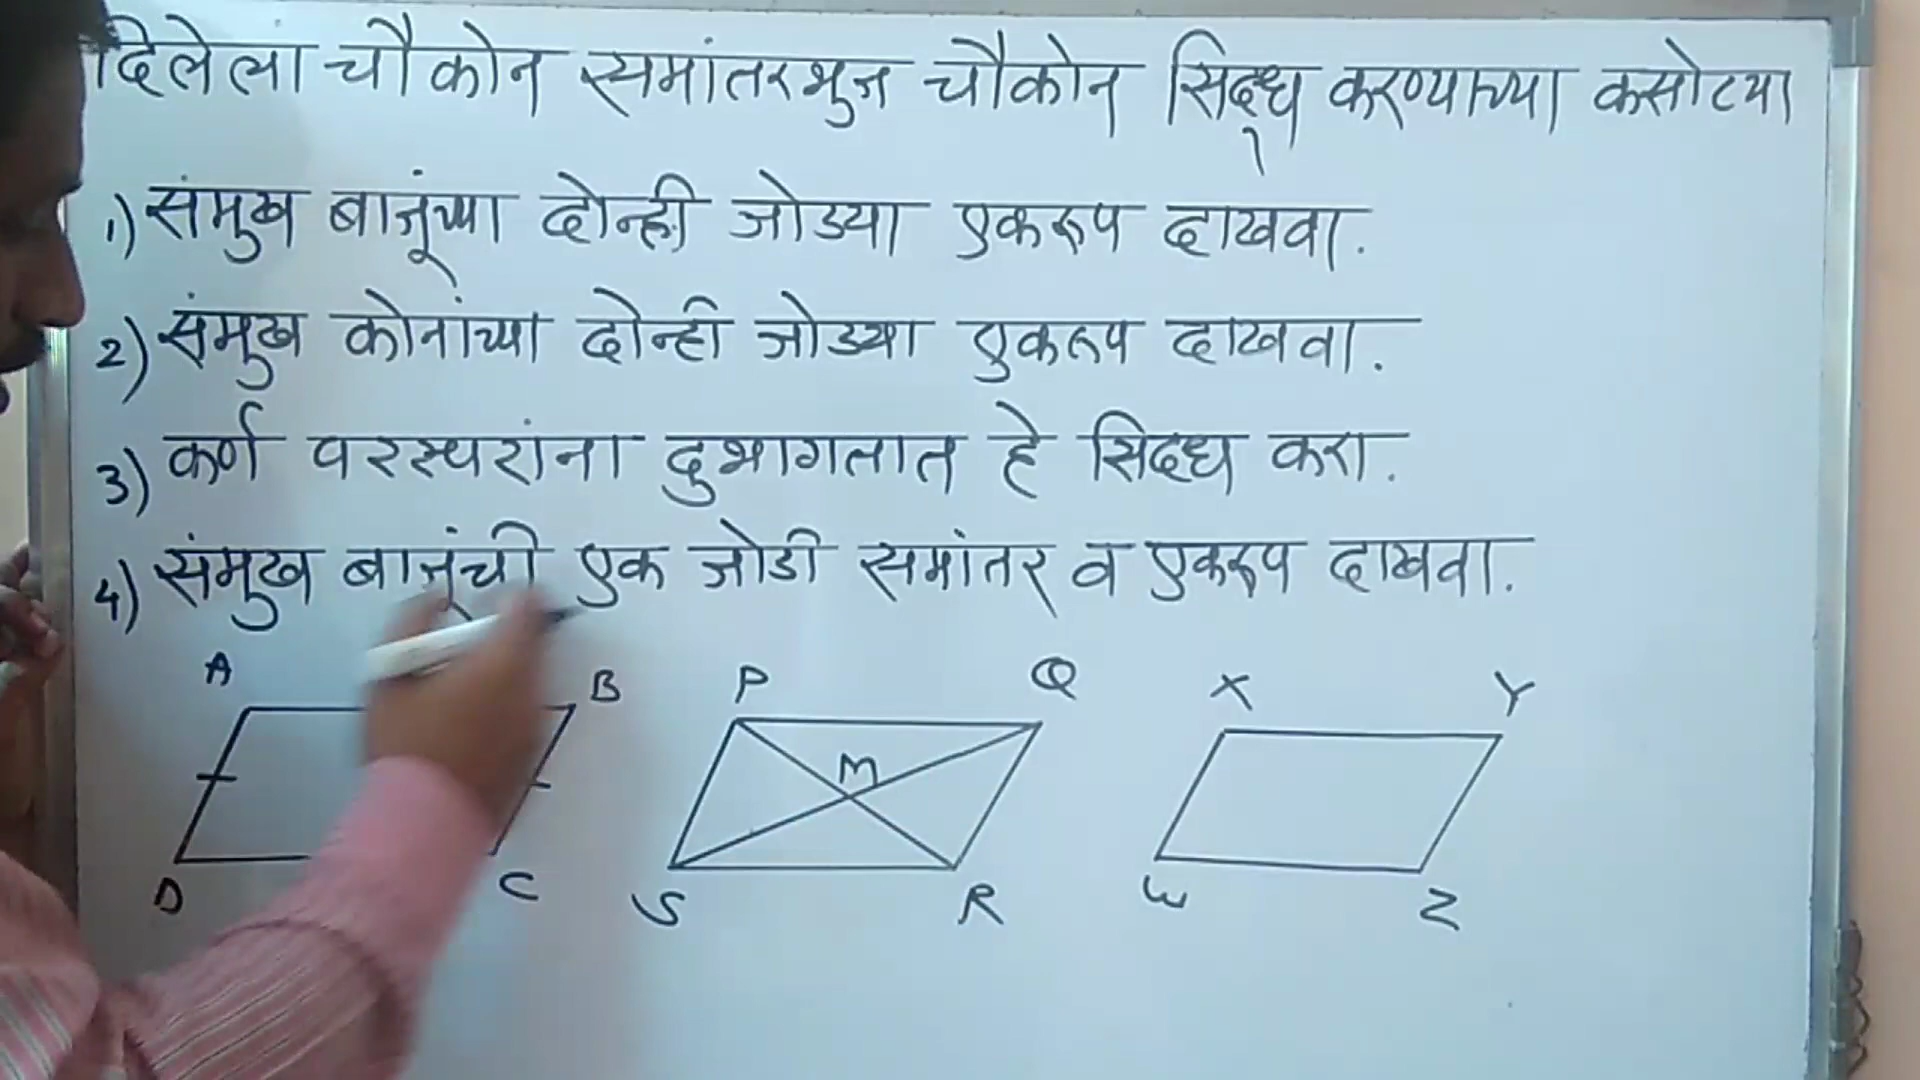 दिलेला चौकोन समांतरभुज चौकोन सिद्ध करण्याच्या कसोट्या
1) संमुख बाजूंच्या दोन्ही जोड्या एकरूप दाखवा.
2) संमुख कोनांच्या दोन्ही जोड्या एकरूप दाखवा.
3) कर्ण परस्परांना दुभागतात हे सिद्ध करा.
4) संमुख बाजूंची एक जोडी समांतर व एकरूप दाखवा.
A B P Q X Y
M
D C S R W Z